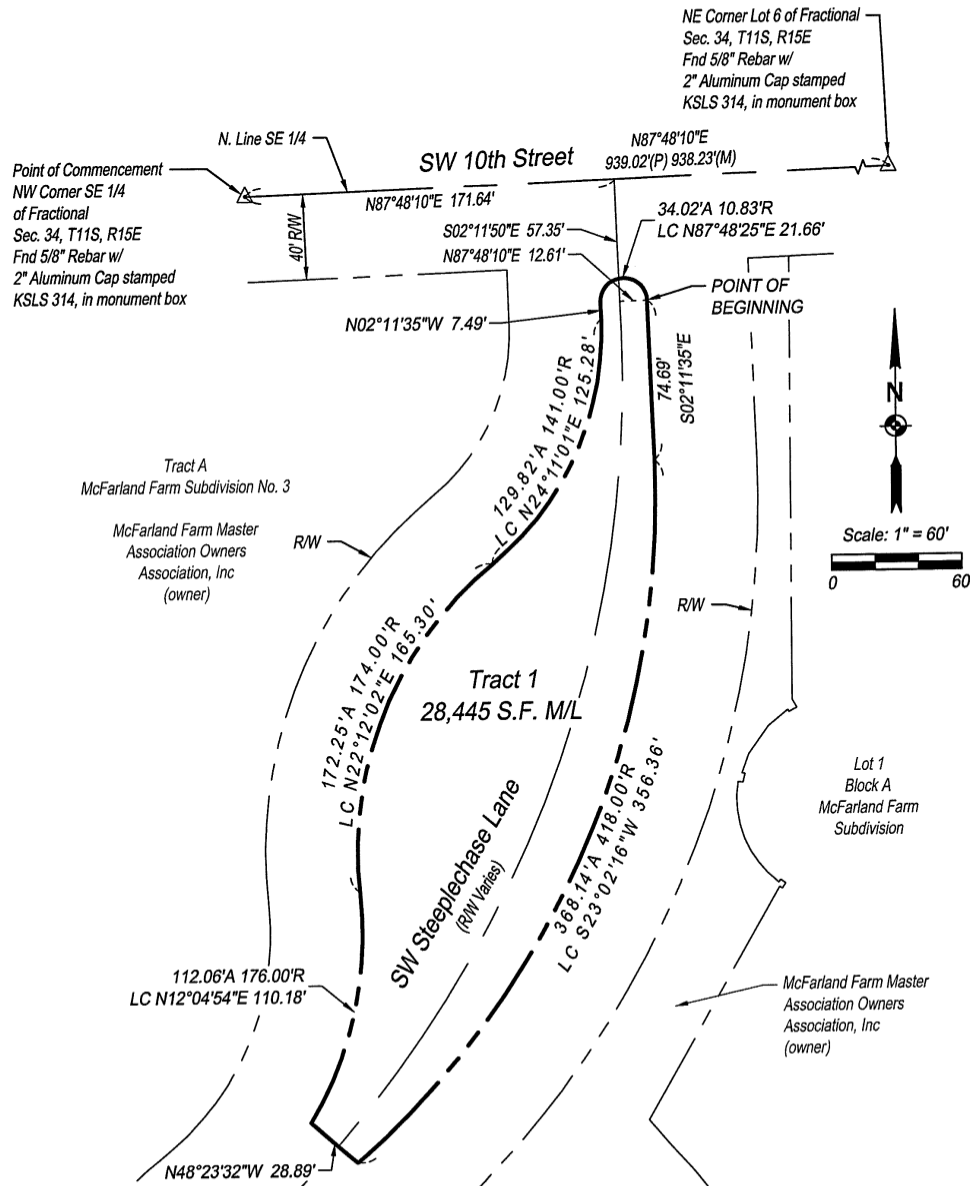 NE Corner Lot 6 of Fractional
Sec. 34, T11S, R15E
Fnd 5/8" Rebar w/
2" Aluminum Cap stamped
KSLS 314, in monument box
N. Line SE 1/4
SW 10th Street
N87°48'10"E
939.02'(P) 938.23'(M)
Point of Commencement
NW Corner SE 1/4
of Fractional
Sec. 34, T11S, R15E
Fnd 5/8" Rebar w/
2" Aluminum Cap stamped
KSLS 314, in monument box
N87°48'10"E 171.64'
40' R/W
S02°11'50"E 57.35'
N87°48'10"E 12.61'
34.02'A 10.83'R
LC N87°48'25"E 21.66'
POINT OF
BEGINNING
N02°11'35"W 7.49'
74.69'
S02°11'35"E
129.82'A 141.00'R
LC N24°11'01"E 125.28'
N
Tract A
McFarland Farm Subdivision No. 3
McFarland Farm Master
Association Owners
Association, Inc
(owner)
R/W
Scale: 1" = 60'
0 60
R/W
172.25'A 174.00'R
LC N22°12'02"E 165.30'
Tract 1
28,445 S.F. M/L
Lot 1
Block A
McFarland Farm
Subdivision
SW Steeplechase Lane
(R/W Varies)
368.14'A 418.00'R
LC S23°02'16"W 356.36'
112.06'A 176.00'R
LC N12°04'54"E 110.18'
McFarland Farm Master
Association Owners
Association, Inc
(owner)
N48°23'32"W 28.89'